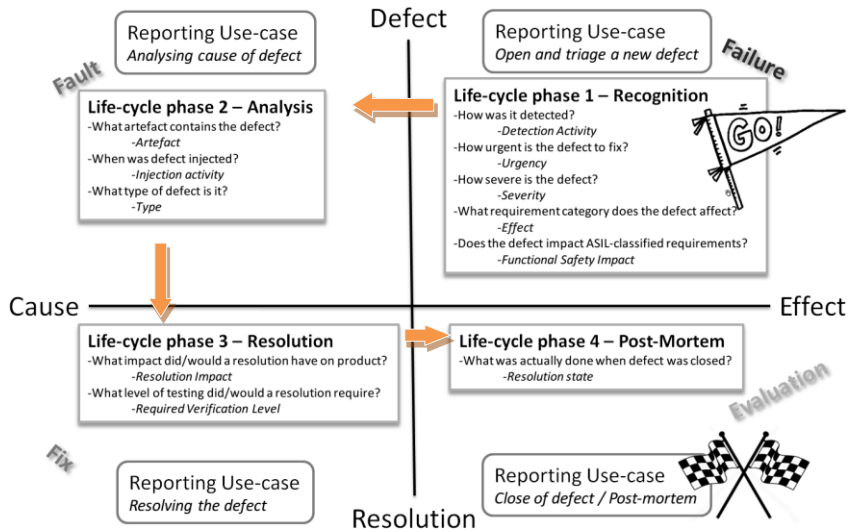 Defect
Reporting Use-case
Analysing cause of defect
Fault
Life-cycle phase 2 – Analysis
-What artefact contains the defect?
-Artefact
-When was defect injected?
-Injection activity
-What type of defect is it?
-Type
Reporting Use-case
Open and triage a new defect
Failure
Life-cycle phase 1 – Recognition
-How was it detected?
-Detection Activity
-How urgent is the defect to fix?
-Urgency
-How severe is the defect?
-Severity
-What requirement category does the defect affect?
-Effect
-Does the defect impact ASIL-classified requirements?
-Functional Safety Impact
GO!
Cause
Effect
Life-cycle phase 3 – Resolution
-What impact did/would a resolution have on product?
-Resolution Impact
-What level of testing did/would a resolution require?
-Required Verification Level
Fix
Reporting Use-case
Resolving the defect
Life-cycle phase 4 – Post-Mortem
-What was actually done when defect was closed?
-Resolution state
Evaluation
Reporting Use-case
Close of defect / Post-mortem
Resolution